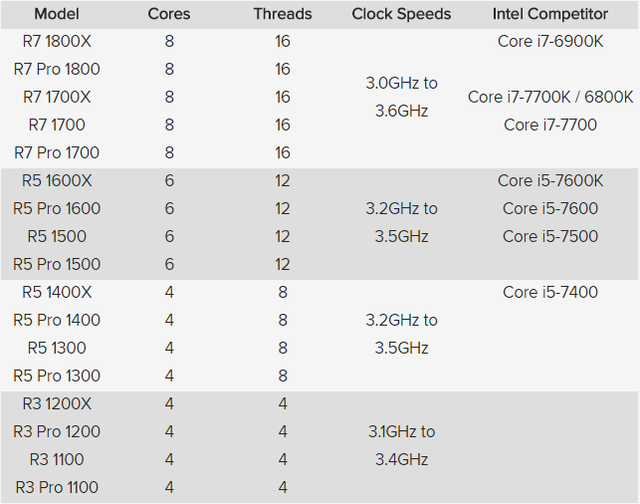 Model Cores Threads Clock Speeds Intel Competitor
R7 1800X 8 16 Core i7-6900K
R7 Pro 1800 8 16
3.0GHz to
R7 1700X 8 16 Core i7-7700K / 6800K
3.6GHz
R7 1700 8 16 Core i7-7700
R7 Pro 1700 8 16
R5 1600X 6 12 Core i5-7600K
R5 Pro 1600 6 12 3.2GHz to Core i5-7600
R5 1500 6 12 3.5GHz Core i5-7500
R5 Pro 1500 6 12
R5 1400X 4 8 Core i5-7400
R5 Pro 1400 4 8 3.2GHz to
R5 1300 4 8 3.5GHz
R5 Pro 1300 4 8
R3 1200X 4 4
R3 Pro 1200 4 4 3.1GHz to
R3 1100 4 4 3.4GHz
R3 Pro 1100 4 4